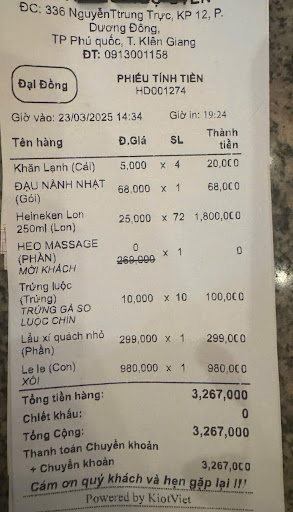 ĐC: 336 NguyễnTtrung Trực, KP 12, P.
Dương Đông,
TP Phú quốc, T. KIên Giang
ĐT: 0913001158
Đại Đồng
PHIẾU TÍNH TIỀN
HD001274
Giờ vào: 23/03/2025 14:34 Giờ in: 19:24
Tên hàng Đ.Giá SL Thành tiền
Khăn Lạnh (Cái) 5,000 x 4 20,000
ĐẬU NÀNH NHẬT (Gói) 68,000 x 1 68,000
Heineken Lon 250ml (Lon) 25,000 x 72 1,800,000
HEO MASSAGE (PHẦN) 0 269,000 x 1 0
MỜI KHÁCH
Trứng luộc (Trứng) 10,000 x 10 100,000
TRỨNG GÀ SO
LUỘC CHÍN
Lẩu xí quách nhỏ (Phần) 299,000 x 1 299,000
Le le (Con) 980,000 x 1 980,000
XÔI
Tổng tiền hàng: 3,267,000
Chiết khấu: 0
Tổng Cộng: 3,267,000
Thanh toán Chuyển khoản
+ Chuyển khoản 3,267,000
Cám ơn quý khách và hẹn gặp lại !!!
Powered by KiotViet